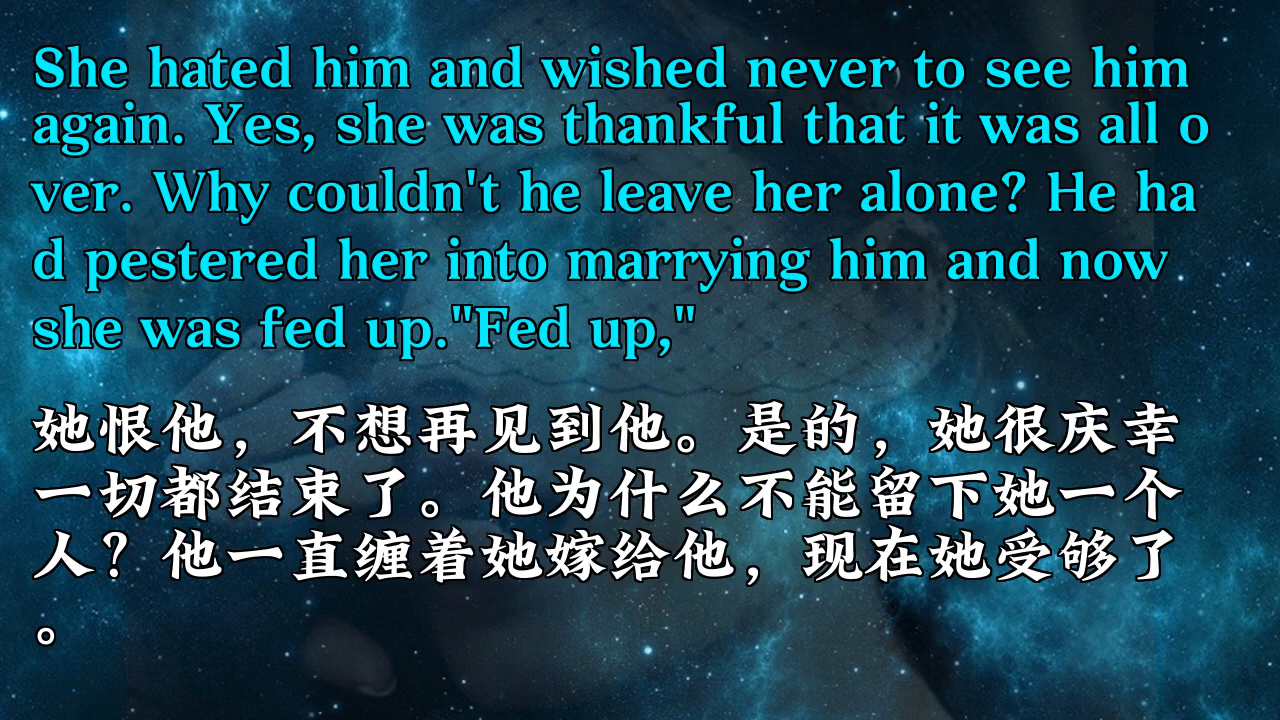 She hated him and wished never to see him
again. Yes, she was thankful that it was all o
ver. Why couldn't he leave her alone? He ha
d pestered her into marrying him and now
she was fed up."Fed up,"
她恨他，不想再见到他。是的，她很庆幸
一切都结束了。他为什么不能留下她一个
人？他一直缠着她嫁给他，现在她受够了
。